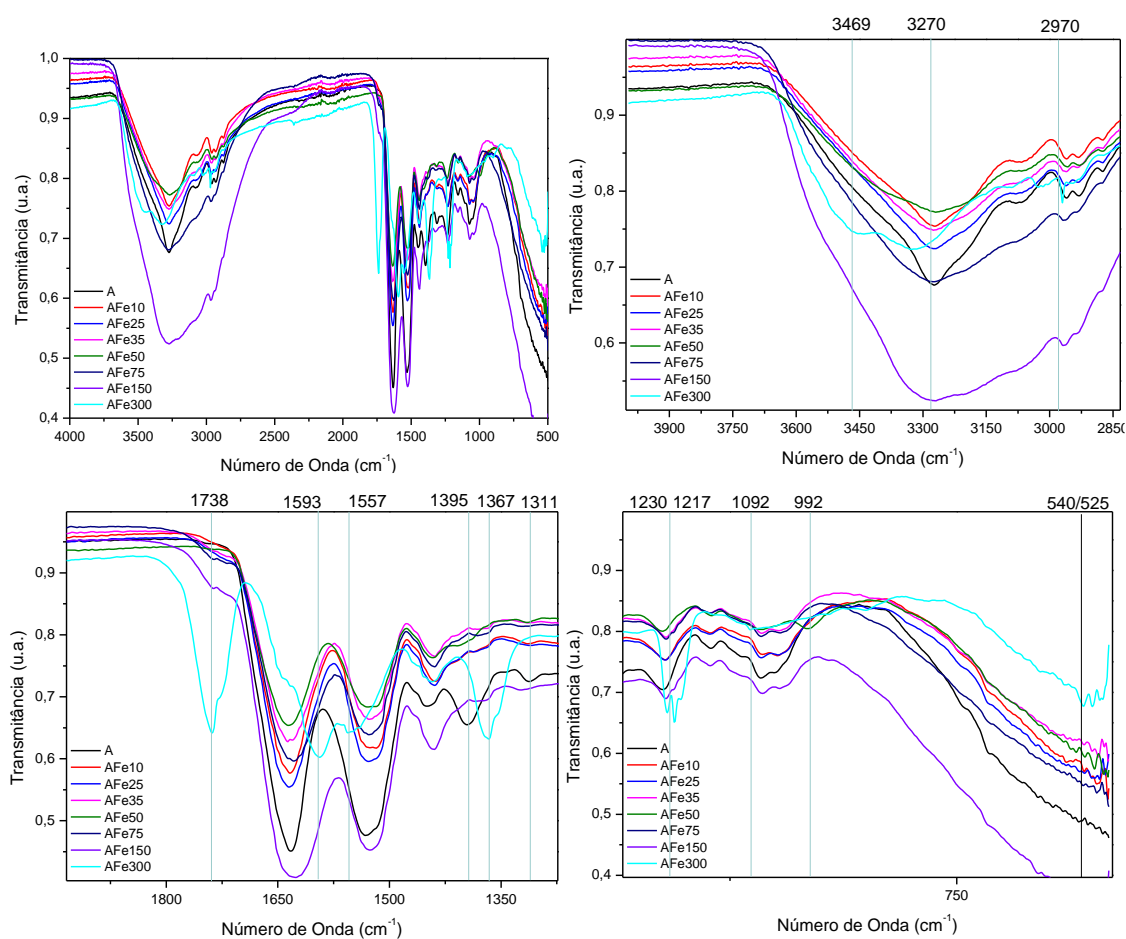 1,0
0,9
0,8
0,7
0,6
0,5
0,4
4000 3500 3000 2500 2000 1500 1000 500
Transmitância (u.a.)
Número de Onda (cm⁻¹)
A
AFe10
AFe25
AFe35
AFe50
AFe75
AFe150
AFe300
3469 3270 2970
0,9
0,8
0,7
0,6
3900 3750 3600 3450 3300 3150 3000 2850
Transmitância (u.a.)
Número de Onda (cm⁻¹)
A
AFe10
AFe25
AFe35
AFe50
AFe75
AFe150
AFe300
1738 1593 1557 1395 1367 1311
0,9
0,8
0,7
0,6
0,5
1800 1650 1500 1350
Transmitância (u.a.)
Número de Onda (cm⁻¹)
A
AFe10
AFe25
AFe35
AFe50
AFe75
AFe150
AFe300
1230 1217 1092 992 540/525
0,9
0,8
0,7
0,6
0,5
0,4
750
Transmitância (u.a.)
Número de Onda (cm⁻¹)
A
AFe10
AFe25
AFe35
AFe50
AFe75
AFe150
AFe300